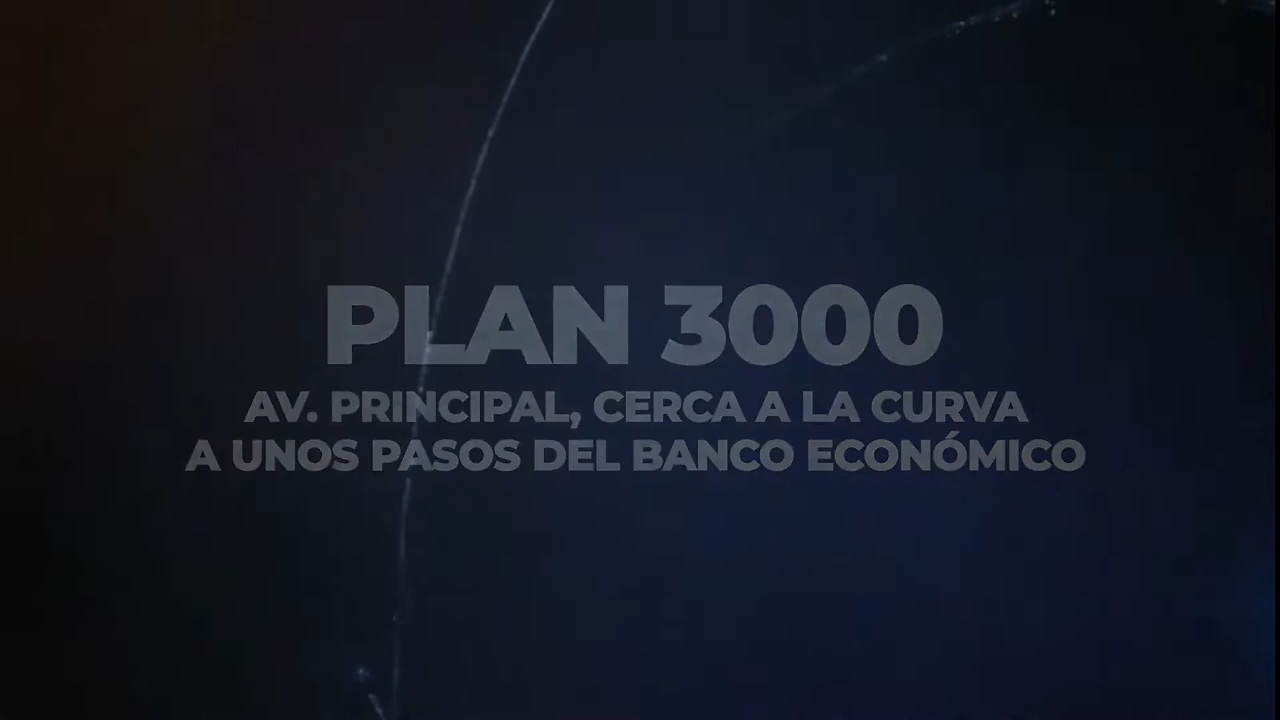 PLAN 3000
AV. PRINCIPAL, CERCA A LA CURVA
A UNOS PASOS DEL BANCO ECONÓMICO